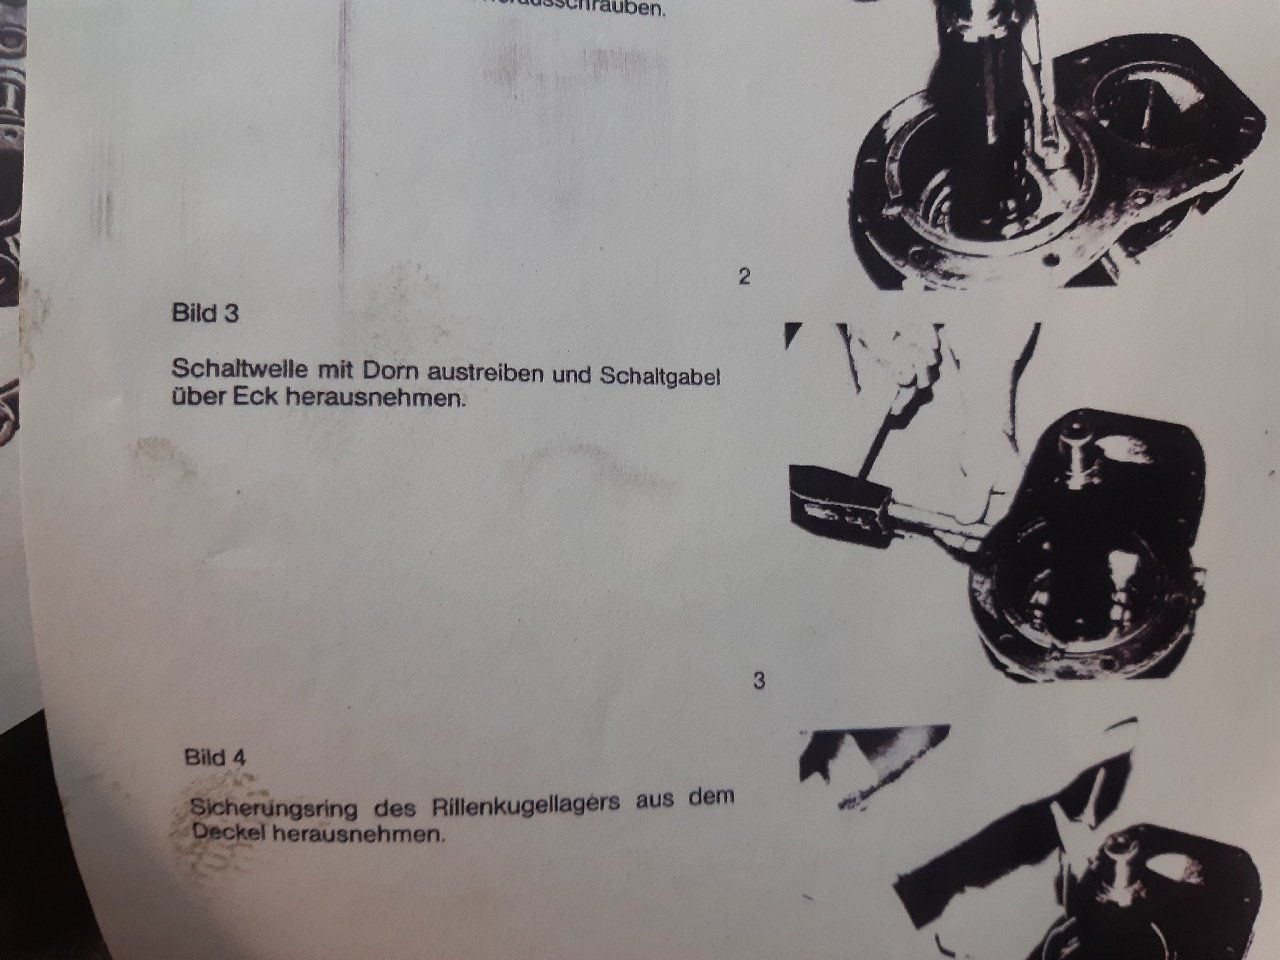 herausschrauben.
2
Bild 3
Schaltwelle mit Dorn austreiben und Schaltgabel
über Eck herausnehmen.
3
Bild 4
Sicherungsring des Rillenkugellagers aus dem
Deckel herausnehmen.